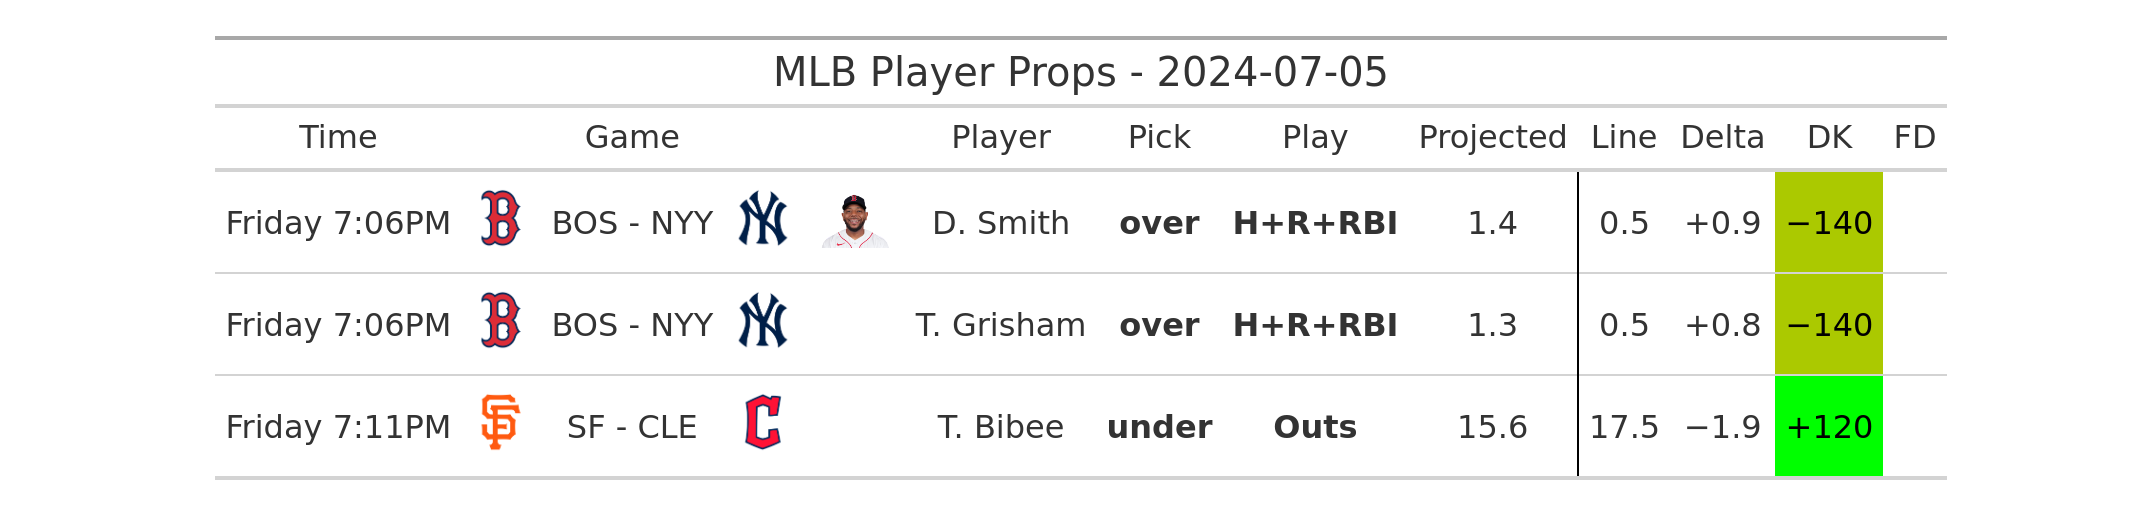 MLB Player Props - 2024-07-05
Time Game Player Pick Play Projected Line Delta DK FD
Friday 7:06PM B BOS - NYY NY D. Smith over H+R+RBI 1.4 0.5 +0.9 −140
Friday 7:06PM B BOS - NYY NY T. Grisham over H+R+RBI 1.3 0.5 +0.8 −140
Friday 7:11PM SF SF - CLE C T. Bibee under Outs 15.6 17.5 −1.9 +120